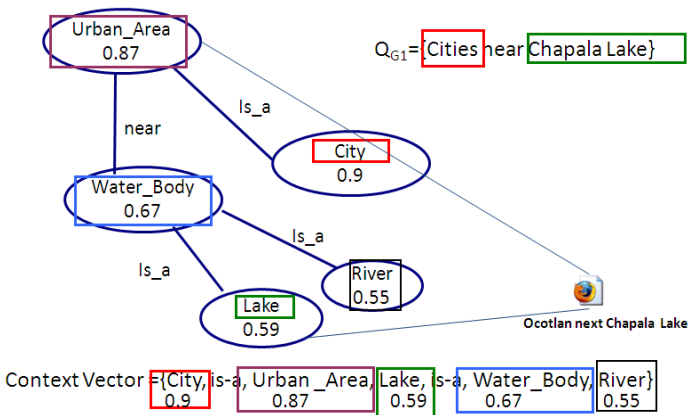 Urban_Area
0.87
Q_G1={Cities near Chapala Lake}
Is_a
near
City
0.9
Water_Body
0.67
Is_a
Is_a
River
0.55
Lake
0.59
Ocotlan next Chapala Lake
Context Vector ={City, is-a, Urban _Area, Lake, is-a, Water_Body, River}
0.9 0.87 0.59 0.67 0.55